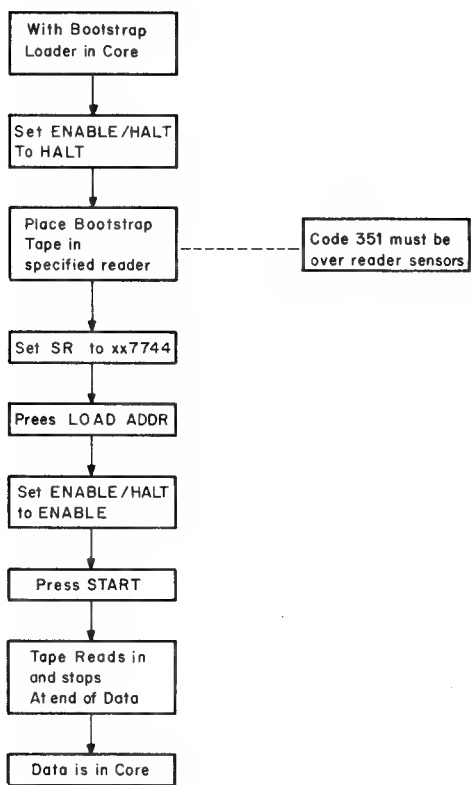 With Bootstrap
Loader in Core
Set ENABLE/HALT
To HALT
Place Bootstrap
Tape in
specified reader
Code 351 must be
over reader sensors
Set SR to xx7744
Prees LOAD ADDR
Set ENABLE/HALT
to ENABLE
Press START
Tape Reads in
and stops
At end of Data
Data is in Core